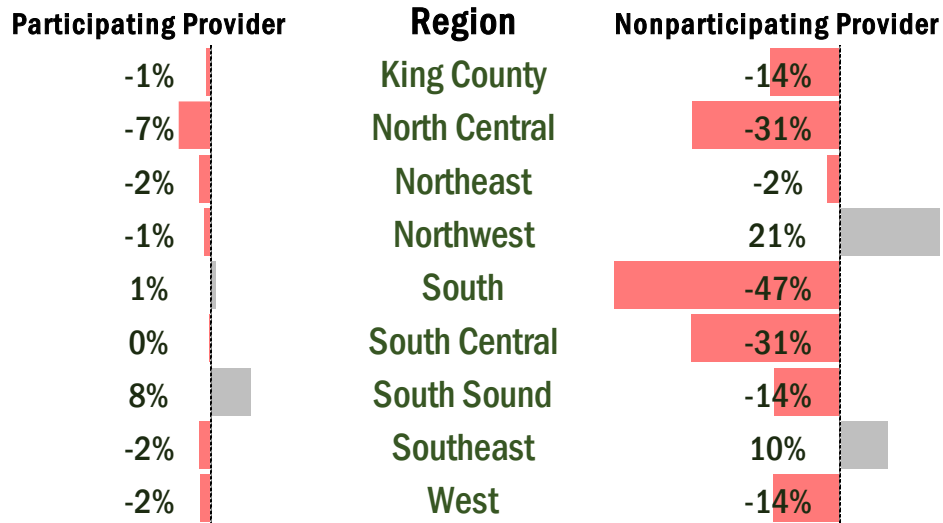 Participating Provider Region Nonparticipating Provider
-1% King County -14%
-7% North Central -31%
-2% Northeast -2%
-1% Northwest 21%
1% South -47%
0% South Central -31%
8% South Sound -14%
-2% Southeast 10%
-2% West -14%